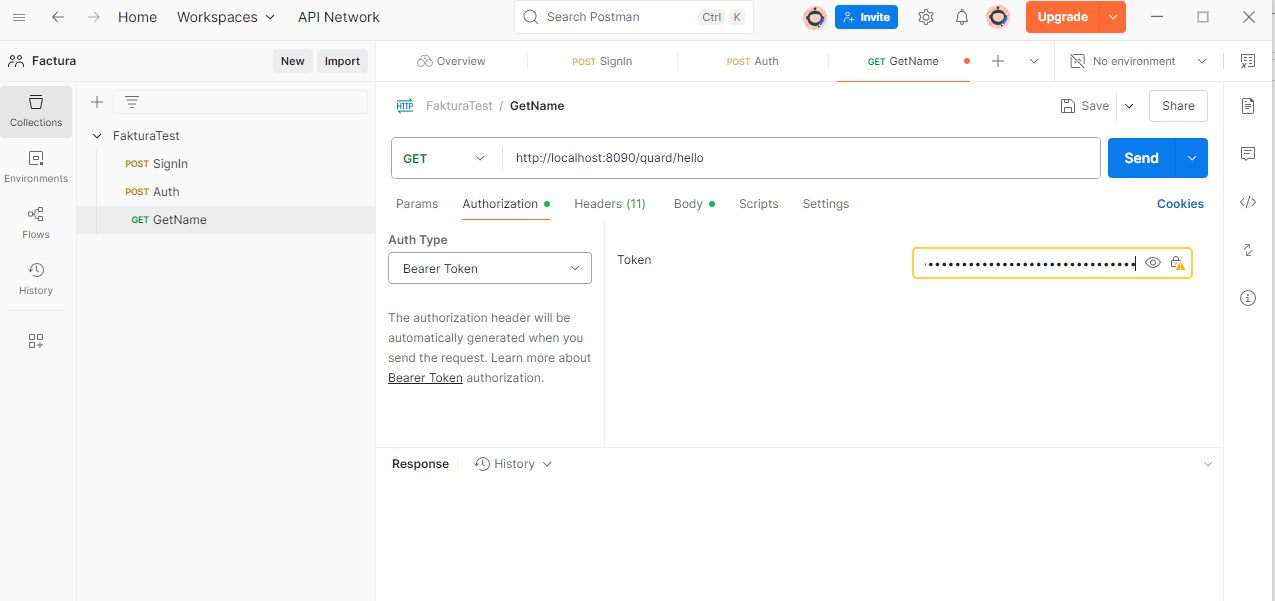 Home Workspaces API Network Search Postman Ctrl K Invite Upgrade
Factura New Import Overview POST SignIn POST Auth GET GetName No environment
Collections
Environments
Flows
History
FakturaTest
POST SignIn
POST Auth
GET GetName
HTTP FakturaTest / GetName Save Share
GET http://localhost:8090/quard/hello Send
Params Authorization Headers (11) Body Scripts Settings Cookies
Auth Type
Bearer Token
The authorization header will be
automatically generated when you
send the request. Learn more about
Bearer Token authorization.
Token
Response History